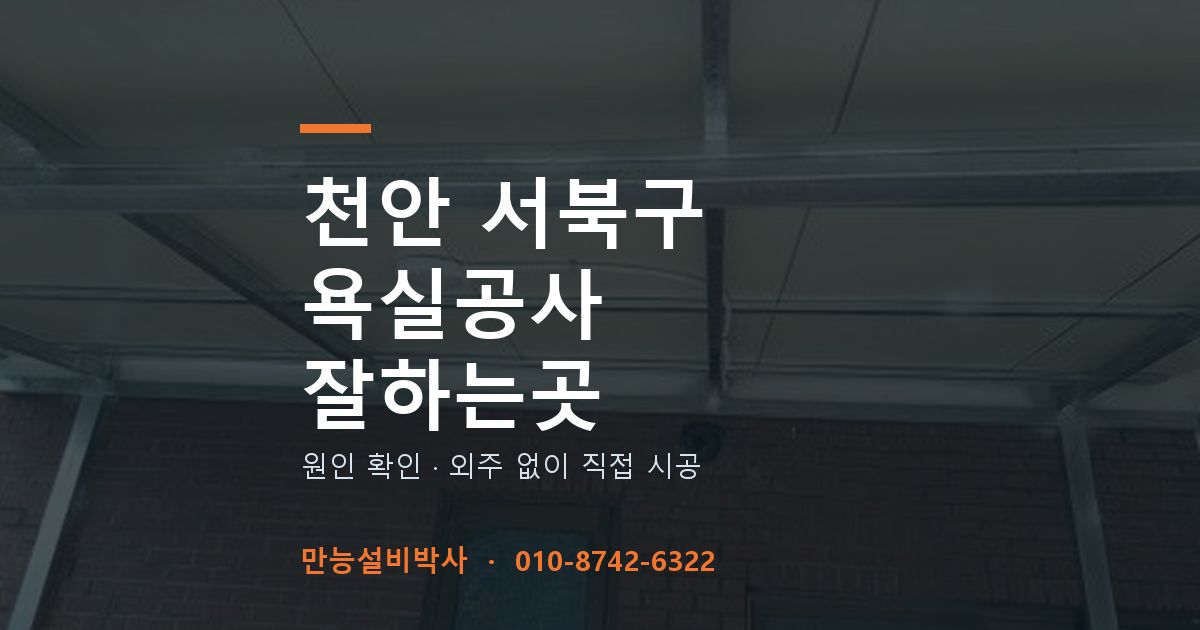 천안 서북구
욕실공사
잘하는곳
원인 확인 · 외주 없이 직접 시공
만능설비박사 · 010-8742-6322